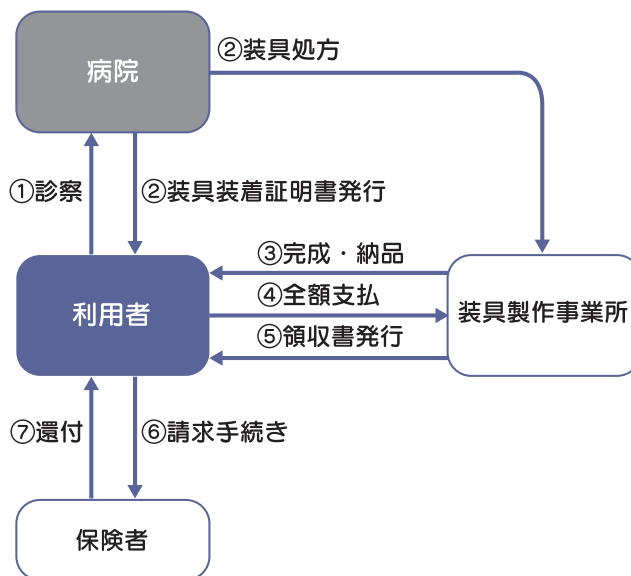 ②装具処方
病院
①診察
②装具装着証明書発行
③完成・納品
利用者
④全額支払
装具製作事業所
⑤領収書発行
⑦還付
⑥請求手続き
保険者